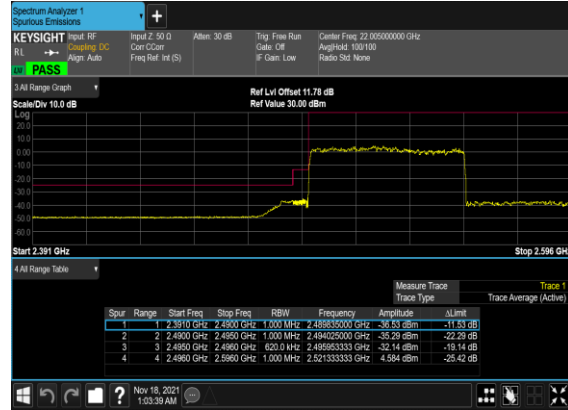 Spectrum Analyzer 1
Spurious Emissions
+
KEYSIGHT Input: RF Input Z: 50 Ω Atten: 30 dB Trig: Free Run Center Freq: 22.005000000 GHz
RL Coupling: DC Corr CCorr Gate: Off Avg|Hold: 100/100
Align: Auto Freq Ref: Int (S) IF Gain: Low Radio Std: None
PASS
3 All Range Graph
Ref Lvl Offset 11.78 dB
Scale/Div 10.0 dB Ref Value 30.00 dBm
Log
20.0
10.0
0.00
-10.0
-20.0
-30.0
-40.0
-50.0
-60.0
Start 2.391 GHz Stop 2.596 GHz
4 All Range Table
Measure Trace Trace 1
Trace Type Trace Average (Active)
Spur Range Start Freq Stop Freq RBW Frequency Amplitude ΔLimit
1 1 2.3910 GHz 2.4900 GHz 1.000 MHz 2.489835000 GHz -36.53 dBm -11.53 dB
2 2 2.4900 GHz 2.4950 GHz 1.000 MHz 2.494025000 GHz -35.29 dBm -22.29 dB
3 3 2.4950 GHz 2.4960 GHz 620.0 kHz 2.495953333 GHz -32.14 dBm -19.14 dB
4 4 2.4960 GHz 2.5960 GHz 1.000 MHz 2.521333333 GHz 4.584 dBm -25.42 dB
? Nov 18, 2021
1:03:39 AM